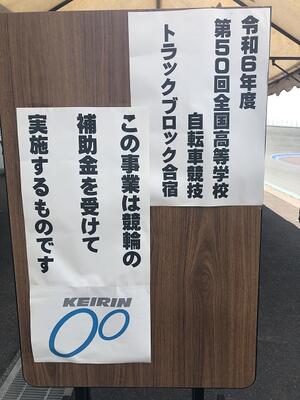 令和6年度
第50回全国高等学校
自転車競技
トラックブロック合宿
この事業は競輪の
補助金を受けて
実施するものです
KEIRIN